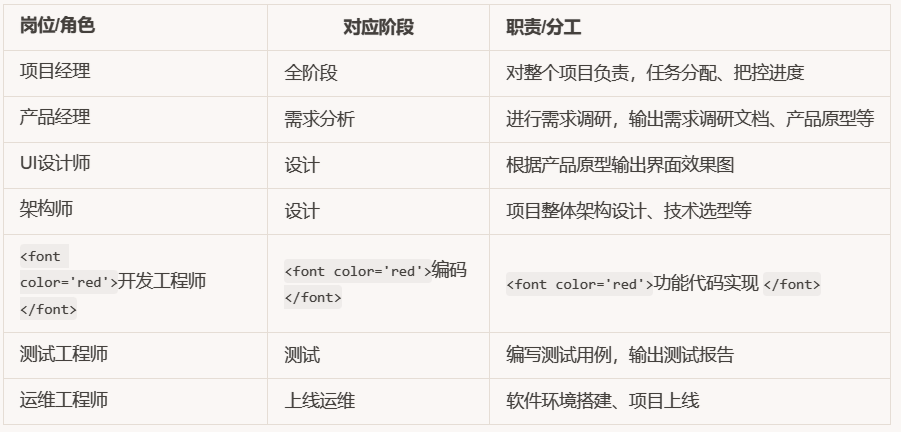 岗位/角色 对应阶段 职责/分工
项目经理 全阶段 对整个项目负责，任务分配、把控进度
产品经理 需求分析 进行需求调研，输出需求调研文档、产品原型等
UI设计师 设计 根据产品原型输出界面效果图
架构师 设计 项目整体架构设计、技术选型等
<font
color='red'>开发工程师
</font>
<font color='red'>编码
</font>
<font color='red'>功能代码实现 </font>
测试工程师 测试 编写测试用例，输出测试报告
运维工程师 上线运维 软件环境搭建、项目上线